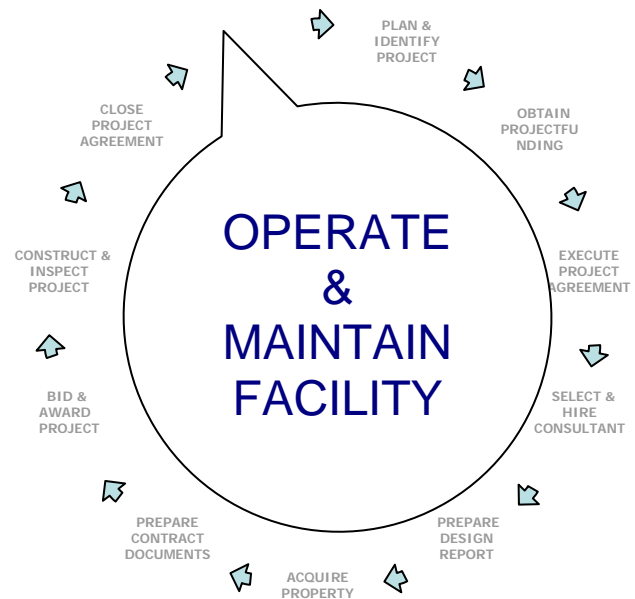 PLAN &
IDENTIFY
PROJECT
OBTAIN
PROJECTFU
NDING
EXECUTE
PROJECT
AGREEMENT
SELECT &
HIRE
CONSULTANT
PREPARE
DESIGN
REPORT
ACQUIRE
PROPERTY
PREPARE
CONTRACT
DOCUMENTS
BID &
AWARD
PROJECT
CONSTRUCT &
INSPECT
PROJECT
CLOSE
PROJECT
AGREEMENT
OPERATE
&
MAINTAIN
FACILITY